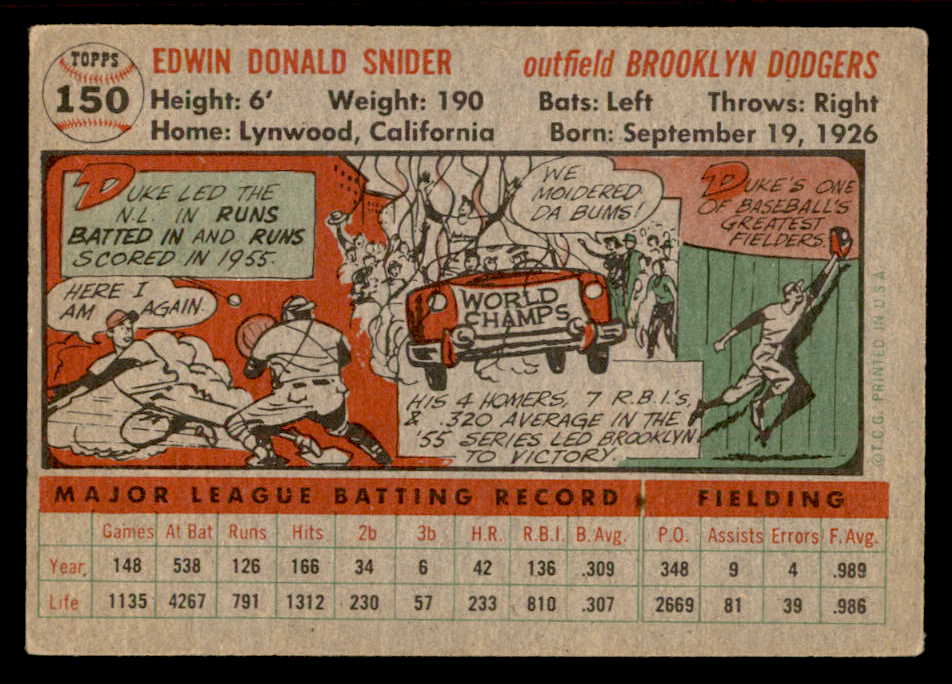 TOPPS
150
EDWIN DONALD SNIDER outfield BROOKLYN DODGERS
Height: 6' Weight: 190 Bats: Left Throws: Right
Home: Lynwood, California Born: September 19, 1926
DUKE LED THE
N.L. IN RUNS
BATTED IN AND RUNS
SCORED IN 1955.
HERE I
AM AGAIN.
WE
MOIDERED
DA BUMS!
WORLD
CHAMPS
HIS 4 HOMERS, 7 R.B.I.'S,
& .320 AVERAGE IN THE
'55 SERIES LED BROOKLYN
TO VICTORY.
DUKE'S ONE
OF BASEBALL'S
GREATEST
FIELDERS.
©T.C.G. PRINTED IN U.S.A.
MAJOR LEAGUE BATTING RECORD FIELDING
Games At Bat Runs Hits 2b 3b H.R. R.B.I. B. Avg. P.O. Assists Errors F. Avg.
Year 148 538 126 166 34 6 42 136 .309 348 9 4 .989
Life 1135 4267 791 1312 230 57 233 810 .307 2669 81 39 .986